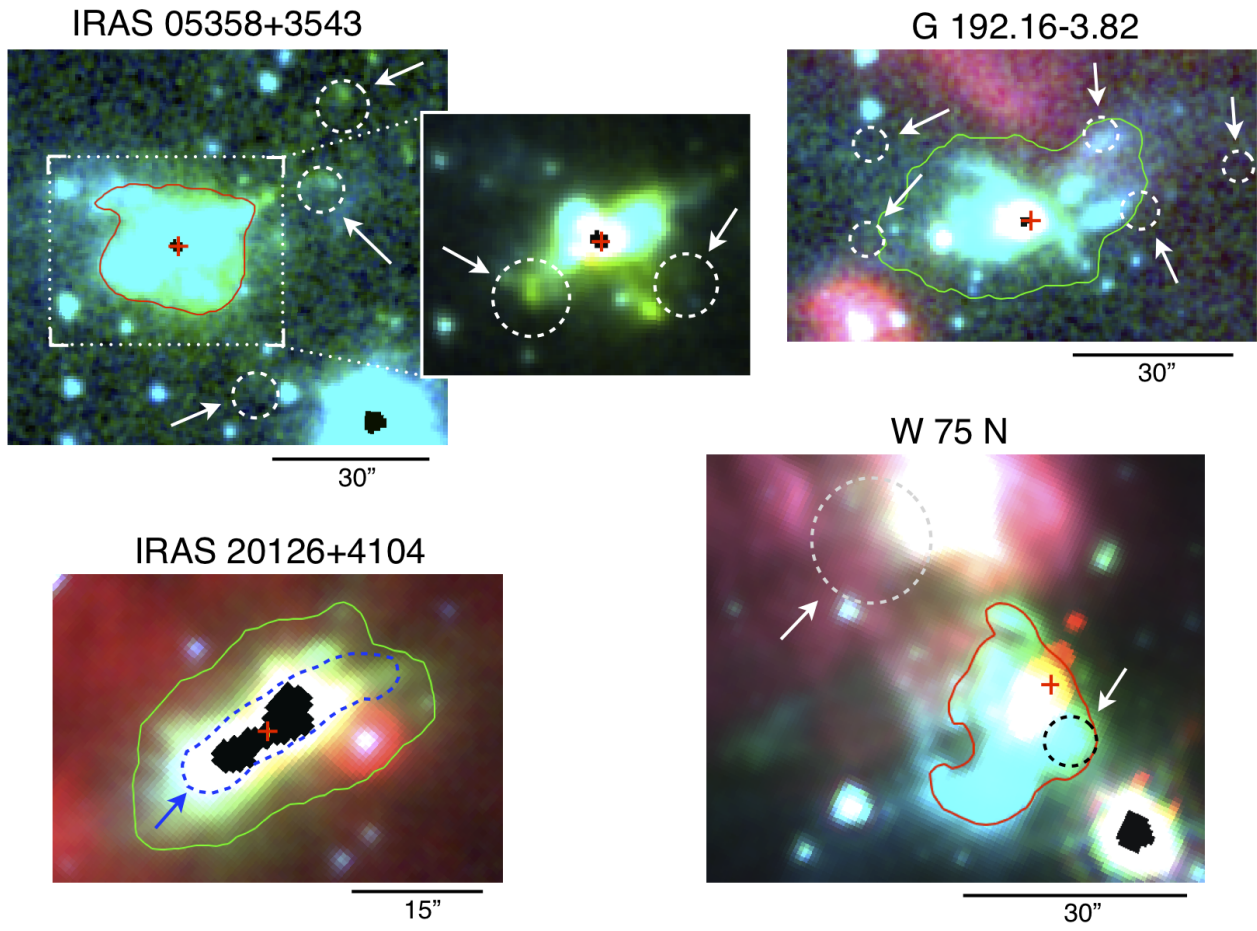 IRAS 05358+3543
G 192.16-3.82
30”
30”
W 75 N
IRAS 20126+4104
15”
30”